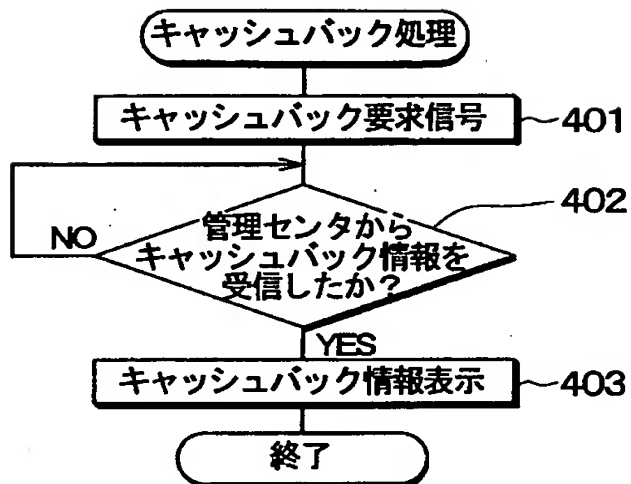 キャッシュバック処理
キャッシュバック要求信号
401
402
管理センタから
NO
キャッシュバック情報を
受信したか?
YES
キャッシュバック情報表示
403
終了